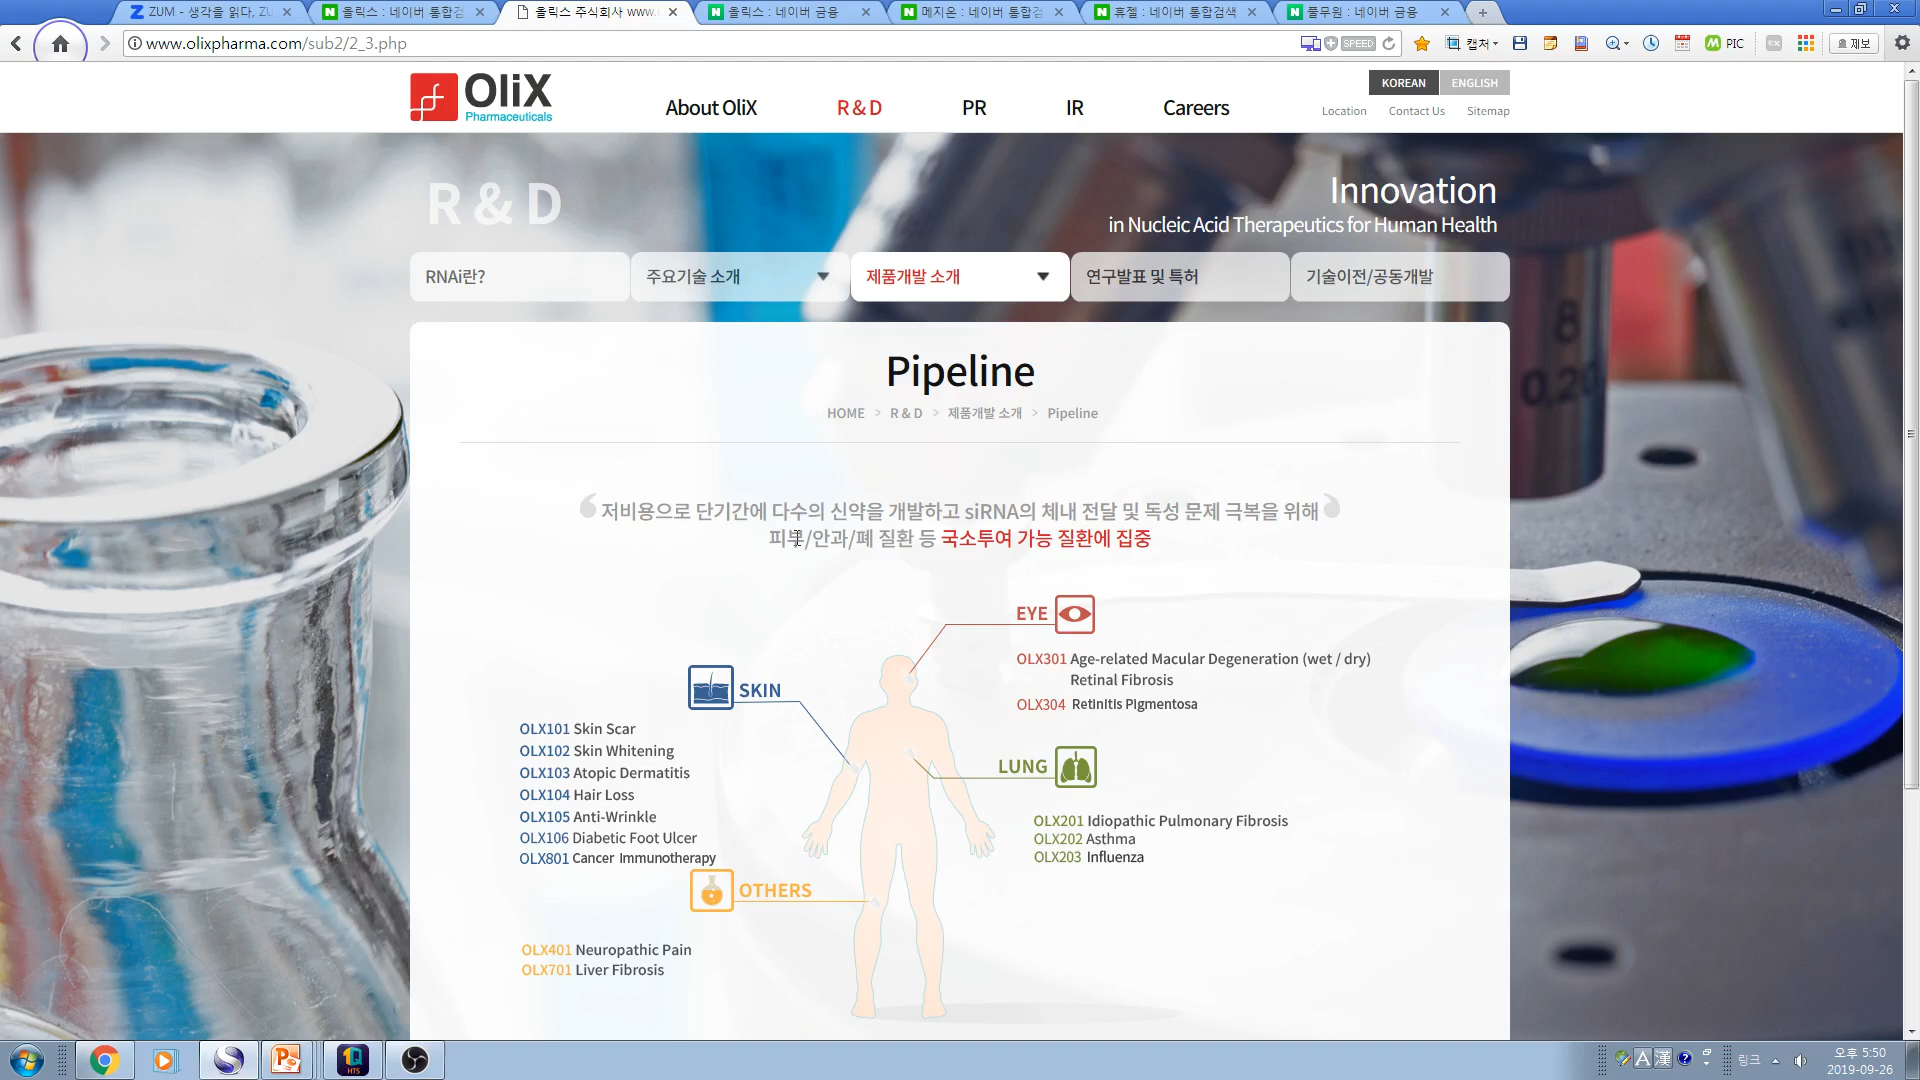 ZUM - 생각을 읽다, ZU
올릭스 : 네이버 통합검
올릭스 주식회사 www.
올릭스 : 네이버 금융
메지온 : 네이버 통합검
휴젤 : 네이버 통합검색
풀무원 : 네이버 금융
www.olixpharma.com/sub2/2_3.php
SPEED
캡처
PIC
제보
OliX
Pharmaceuticals
About OliX
R & D
PR
IR
Careers
KOREAN
ENGLISH
Location
Contact Us
Sitemap
R & D
Innovation
in Nucleic Acid Therapeutics for Human Health
RNAi란?
주요기술 소개
제품개발 소개
연구발표 및 특허
기술이전/공동개발
8
0,20
Pipeline
HOME > R & D > 제품개발 소개 > Pipeline
저비용으로 단기간에 다수의 신약을 개발하고 siRNA의 체내 전달 및 독성 문제 극복을 위해
피부/안과/폐 질환 등 국소투여 가능 질환에 집중
EYE
OLX301 Age-related Macular Degeneration (wet / dry)
Retinal Fibrosis
OLX304 Retinitis Pigmentosa
SKIN
OLX101 Skin Scar
OLX102 Skin Whitening
OLX103 Atopic Dermatitis
OLX104 Hair Loss
OLX105 Anti-Wrinkle
OLX106 Diabetic Foot Ulcer
OLX801 Cancer Immunotherapy
LUNG
OLX201 Idiopathic Pulmonary Fibrosis
OLX202 Asthma
OLX203 Influenza
OTHERS
OLX401 Neuropathic Pain
OLX701 Liver Fibrosis
HTS
A
漢
링크
오후 5:50
2019-09-26